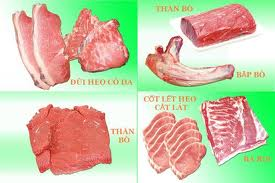 ĐÙI HEO CÓ DA
THĂN BÒ
BẮP BÒ
THĂN
BÒ
CỐT LẾT HEO
CẮT LÁT
BA RỌI